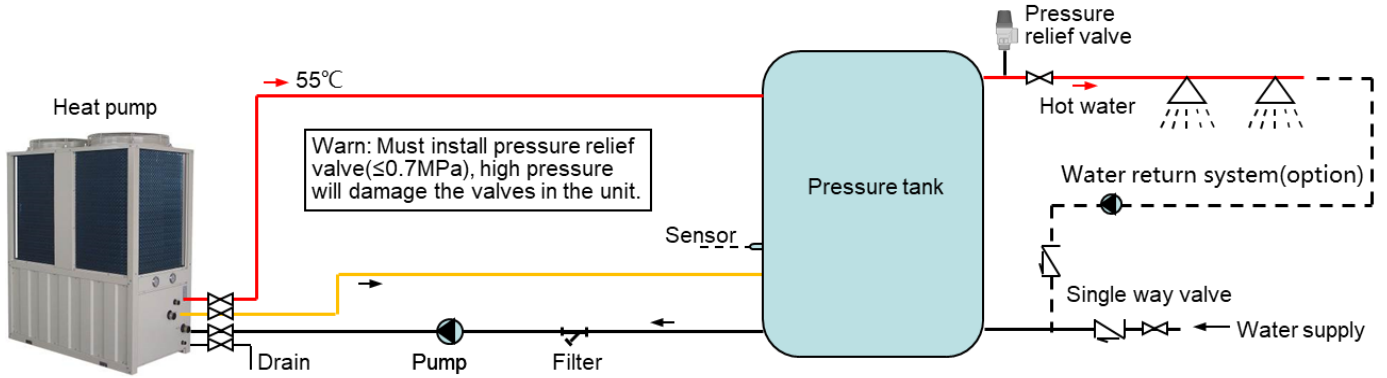 Pressure
relief valve
55℃
Heat pump
Hot water
Warn: Must install pressure relief
valve(≤0.7MPa), high pressure
will damage the valves in the unit.
Pressure tank
Water return system(option)
Sensor
Single way valve
Water supply
Drain
Pump
Filter